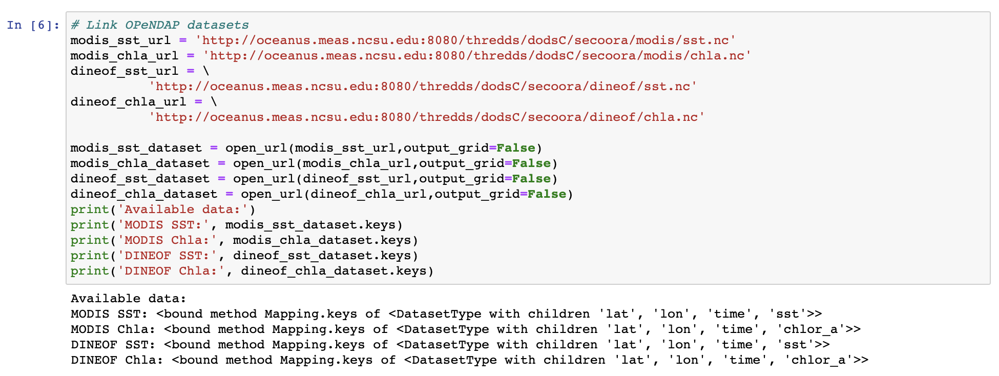 In [6]: # Link OPeNDAP datasets
modis_sst_url = 'http://oceanus.meas.ncsu.edu:8080/thredds/dodsC/secoora/modis/sst.nc'
modis_chla_url = 'http://oceanus.meas.ncsu.edu:8080/thredds/dodsC/secoora/modis/chla.nc'
dineof_sst_url = \
          'http://oceanus.meas.ncsu.edu:8080/thredds/dodsC/secoora/dineof/sst.nc'
dineof_chla_url = \
          'http://oceanus.meas.ncsu.edu:8080/thredds/dodsC/secoora/dineof/chla.nc'

modis_sst_dataset = open_url(modis_sst_url,output_grid=False)
modis_chla_dataset = open_url(modis_chla_url,output_grid=False)
dineof_sst_dataset = open_url(dineof_sst_url,output_grid=False)
dineof_chla_dataset = open_url(dineof_chla_url,output_grid=False)
print('Available data:')
print('MODIS SST:', modis_sst_dataset.keys)
print('MODIS Chla:', modis_chla_dataset.keys)
print('DINEOF SST:', dineof_sst_dataset.keys)
print('DINEOF Chla:', dineof_chla_dataset.keys)
Available data:
MODIS SST: <bound method Mapping.keys of <DatasetType with children 'lat', 'lon', 'time', 'sst'>>
MODIS Chla: <bound method Mapping.keys of <DatasetType with children 'lat', 'lon', 'time', 'chlor_a'>>
DINEOF SST: <bound method Mapping.keys of <DatasetType with children 'lat', 'lon', 'time', 'sst'>>
DINEOF Chla: <bound method Mapping.keys of <DatasetType with children 'lat', 'lon', 'time', 'chlor_a'>>